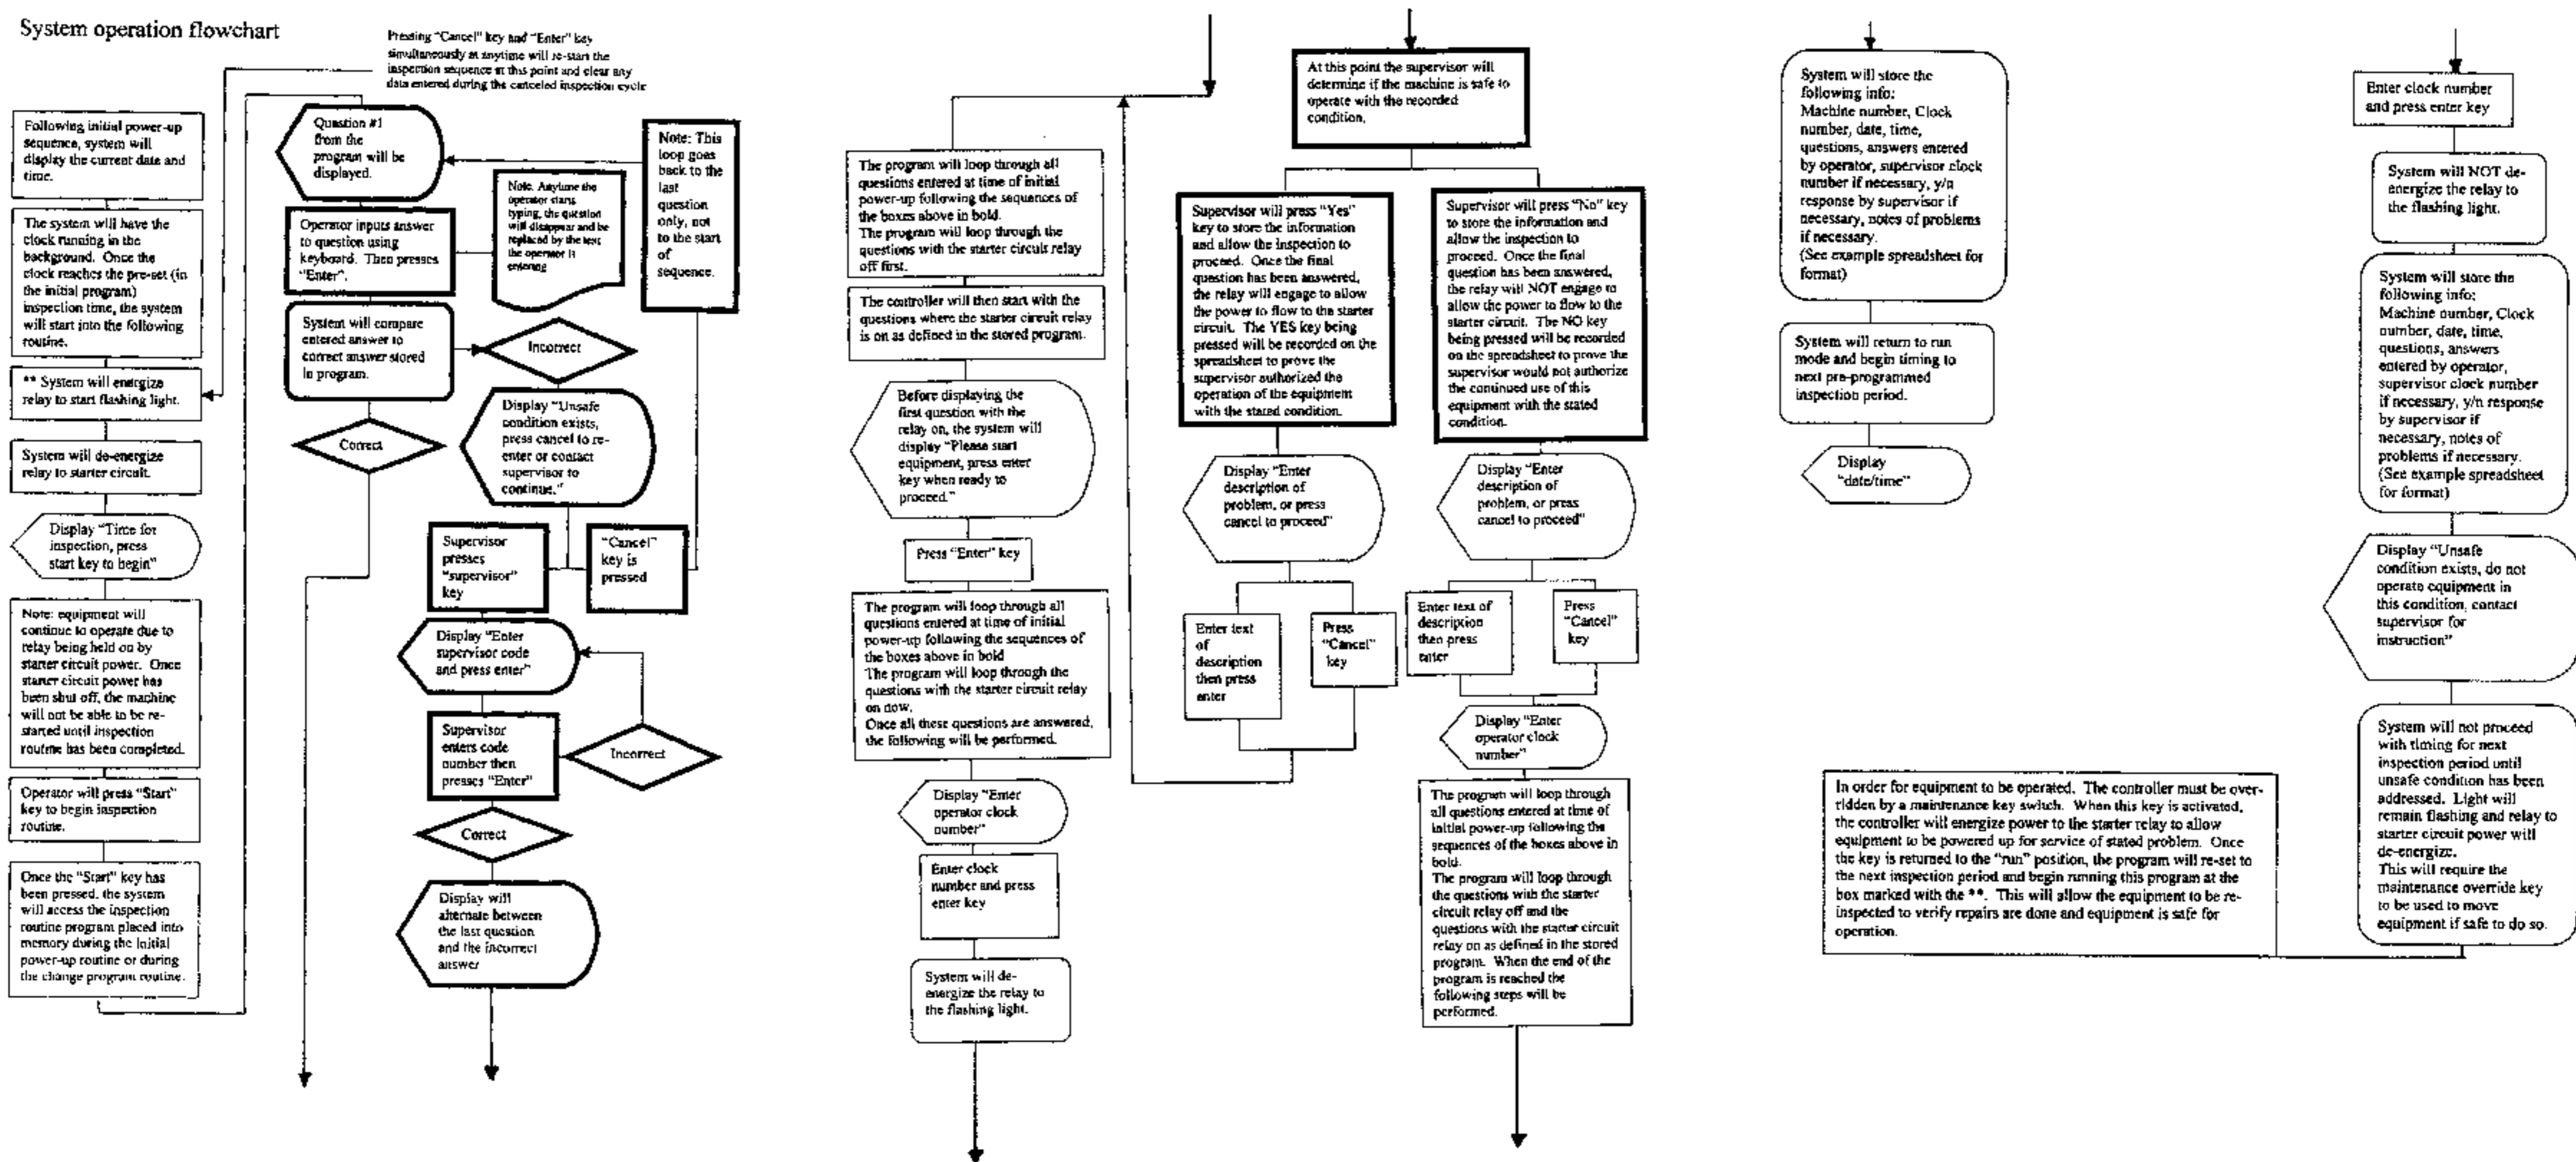 System operation flowchart
Pressing "Cancel" key and "Enter" key
simultaneously at anytime will re-start the
inspection sequence at this point and clear any
data entered during the canceled inspection cycle
Following initial power-up
sequence, system will
display the current date and
time.
The system will have the
clock running in the
background. Once the
clock reaches the pre-set (in
the initial program)
inspection time, the system
will start into the following
routine.
** System will energize
relay to start flashing light.
System will de-energize
relay to starter circuit.
Display "Time for
inspection, press
start key to begin"
Note: equipment will
continue to operate due to
relay being held on by
starter circuit power. Once
starter circuit power has
been shut off, the machine
will not be able to be re-
started until inspection
routine has been completed.
Operator will press "Start"
key to begin inspection
routine.
Once the "Start" key has
been pressed, the system
will access the inspection
routine program placed into
memory during the initial
power-up routine or during
the change program routine.
Question #1
from the
program will be
displayed.
Operator inputs answer
to question using
keyboard. Then presses
"Enter".
Note. Anytime the
operator starts
typing, the question
will disappear and be
replaced by the text
the operator is
entering
Note: This
loop goes
back to the
last
question
only, not
to the start
of
sequence.
System will compare
entered answer to
correct answer stored
in program.
Incorrect
Correct
Display "Unsafe
condition exists,
press cancel to re-
enter or contact
supervisor to
continue."
Supervisor
presses
"supervisor"
key
"Cancel"
key is
pressed
Display "Enter
supervisor code
and press enter"
Supervisor
enters code
number then
presses "Enter"
Incorrect
Correct
Display will
alternate between
the last question
and the incorrect
answer
The program will loop through all
questions entered at time of initial
power-up following the sequences of
the boxes above in bold.
The program will loop through the
questions with the starter circuit relay
off first.
The controller will then start with the
questions where the starter circuit relay
is on as defined in the stored program.
Before displaying the
first question with the
relay on, the system will
display "Please start
equipment, press enter
key when ready to
proceed."
Press "Enter" key
The program will loop through all
questions entered at time of initial
power-up following the sequences of
the boxes above in bold
The program will loop through the
questions with the starter circuit relay
on now.
Once all these questions are answered,
the following will be performed.
Display "Enter
operator clock
number"
Enter clock
number and press
enter key
System will de-
energize the relay to
the flashing light.
At this point the supervisor will
determine if the machine is safe to
operate with the recorded
condition.
Supervisor will press "Yes"
key to store the information
and allow the inspection to
proceed. Once the final
question has been answered,
the relay will engage to allow
the power to flow to the starter
circuit. The YES key being
pressed will be recorded on the
spreadsheet to prove the
supervisor authorized the
operation of the equipment
with the stated condition.
Display "Enter
description of
problem, or press
cancel to proceed"
Enter text
of
description
then press
enter
Press
"Cancel"
key
Supervisor will press "No" key
to store the information and
allow the inspection to
proceed. Once the final
question has been answered,
the relay will NOT engage to
allow the power to flow to the
starter circuit. The NO key
being pressed will be recorded
on the spreadsheet to prove the
supervisor would not authorize
the continued use of this
equipment with the stated
condition.
Display "Enter
description of
problem, or press
cancel to proceed"
Enter text of
description
then press
enter
Press
"Cancel"
key
Display "Enter
operator clock
number"
The program will loop through
all questions entered at time of
initial power-up following the
sequences of the boxes above in
bold.
The program will loop through
the questions with the starter
circuit relay off and the
questions with the starter circuit
relay on as defined in the stored
program. When the end of the
program is reached the
following steps will be
performed.
System will store the
following info:
Machine number, Clock
number, date, time,
questions, answers entered
by operator, supervisor clock
number if necessary, y/n
response by supervisor if
necessary, notes of problems
if necessary.
(See example spreadsheet for
format)
System will return to run
mode and begin timing to
next pre-programmed
inspection period.
Display
"date/time"
Enter clock number
and press enter key
System will NOT de-
energize the relay to
the flashing light.
System will store the
following info:
Machine number, Clock
number, date, time,
questions, answers
entered by operator,
supervisor clock number
if necessary, y/n response
by supervisor if
necessary, notes of
problems if necessary.
(See example spreadsheet
for format)
Display "Unsafe
condition exists, do not
operate equipment in
this condition, contact
supervisor for
instruction"
System will not proceed
with timing for next
inspection period until
unsafe condition has been
addressed. Light will
remain flashing and relay to
starter circuit power will
de-energize.
This will require the
maintenance override key
to be used to move
equipment if safe to do so.
In order for equipment to be operated. The controller must be over-
ridden by a maintenance key switch. When this key is activated,
the controller will energize power to the starter relay to allow
equipment to be powered up for service of stated problem. Once
the key is returned to the "run" position, the program will re-set to
the next inspection period and begin running this program at the
box marked with the **. This will allow the equipment to be re-
inspected to verify repairs are done and equipment is safe for
operation.